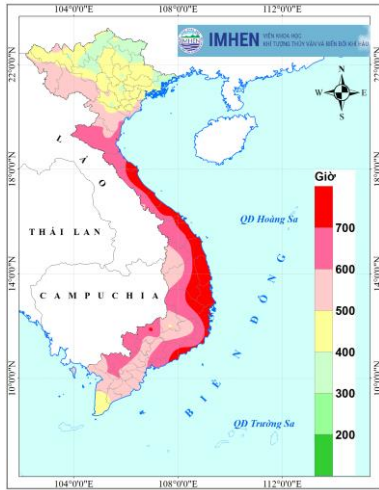 104°0'0"E 108°0'0"E 112°0'0"E
IMHEN
VIỆN KHOA HỌC
KHÍ TƯỢNG THỦY VĂN VÀ BIẾN ĐỔI KHÍ HẬU
22°0'0"N
18°0'0"N
14°0'0"N
10°0'0"N
N
W E
S
LÀO
THÁI LAN
CAMPUCHIA
QĐ Hoàng Sa
BIỂN ĐÔNG
QĐ Trường Sa
Giờ
700
600
500
400
300
200
104°0'0"E 108°0'0"E 112°0'0"E